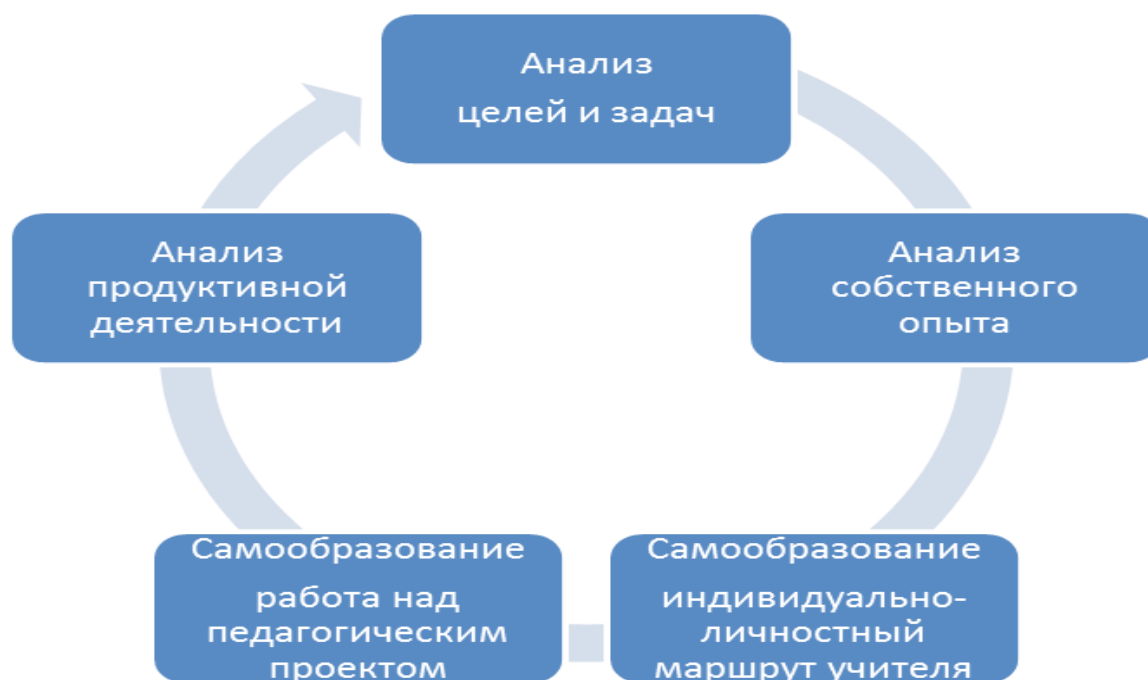 Анализ
целей и задач
Анализ
собственного
опыта
Самообразование
индивидуально-
личностный
маршрут учителя
Самообразование
работа над
педагогическим
проектом
Анализ
продуктивной
деятельности